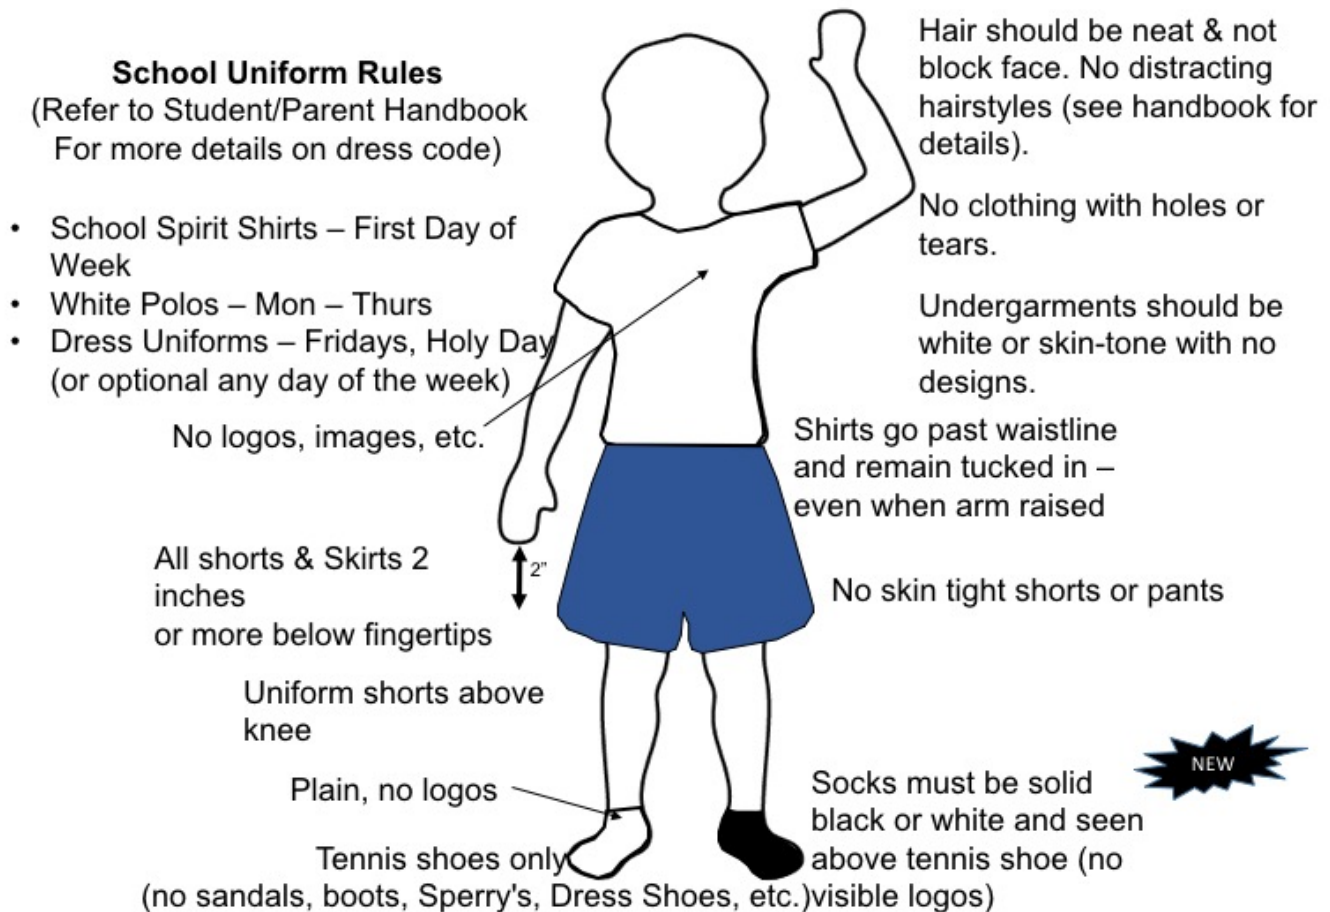 School Uniform Rules
(Refer to Student/Parent Handbook
For more details on dress code)
• School Spirit Shirts – First Day of
Week
• White Polos – Mon – Thurs
• Dress Uniforms – Fridays, Holy Day
(or optional any day of the week)
No logos, images, etc.
All shorts & Skirts 2
inches
or more below fingertips
2”
Uniform shorts above
knee
Plain, no logos
Tennis shoes only
(no sandals, boots, Sperry's, Dress Shoes, etc.)
Hair should be neat & not
block face. No distracting
hairstyles (see handbook for
details).
No clothing with holes or
tears.
Undergarments should be
white or skin-tone with no
designs.
Shirts go past waistline
and remain tucked in –
even when arm raised
No skin tight shorts or pants
NEW
Socks must be solid
black or white and seen
above tennis shoe (no
visible logos)